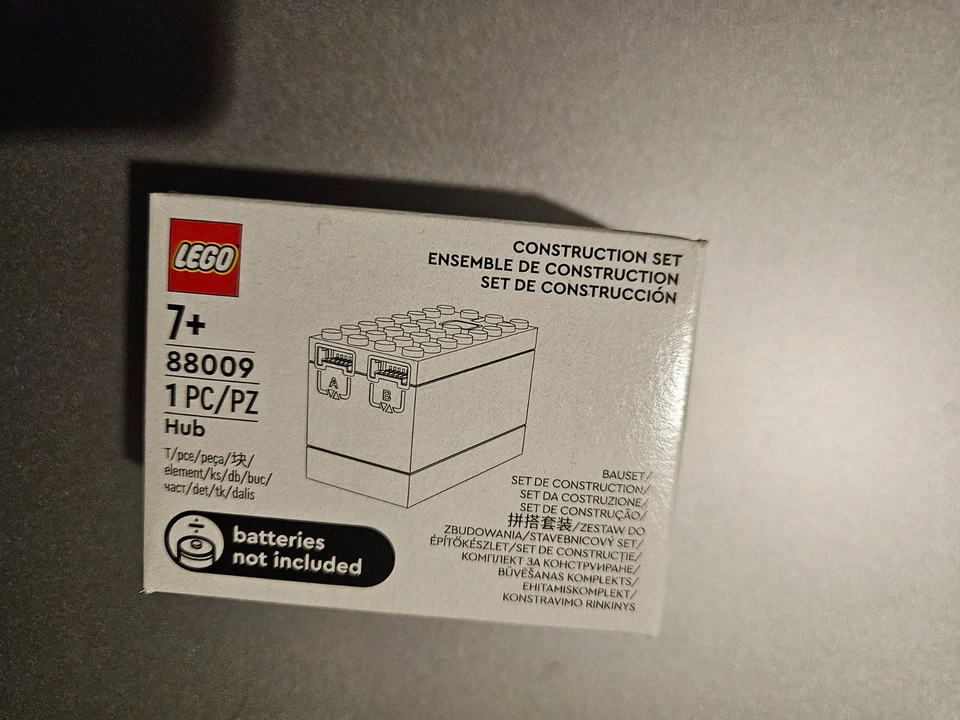 LEGO
7+
88009
1 PC/PZ
Hub
T/pce/peça/块/
element/ks/db/buc/
част/det/tk/dalis
batteries
not included
CONSTRUCTION SET
ENSEMBLE DE CONSTRUCTION
SET DE CONSTRUCCIÓN
A
B
BAUSET/
SET DE CONSTRUCTION/
SET DA COSTRUZIONE/
SET DE CONSTRUÇÃO/
拼搭套装/ZESTAW DO
ZBUDOWANIA/STAVEBNICOVÝ SET/
ÉPÍTŐKÉSZLET/SET DE CONSTRUCȚIE/
КОМПЛЕКТ ЗА КОНСТРУИРАНЕ/
BŪVĒŠANAS KOMPLEKTS/
EHITAMISKOMPLEKT/
KONSTRAVIMO RINKINYS